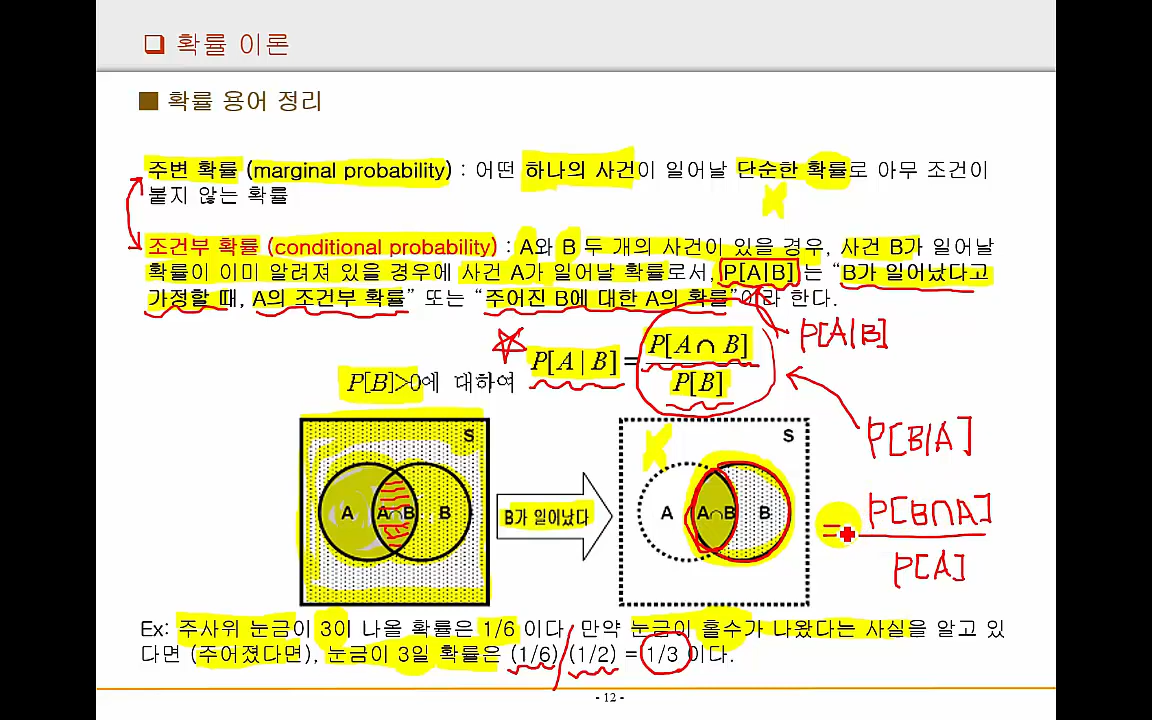 ❑ 확률 이론
■ 확률 용어 정리
주변 확률 (marginal probability) : 어떤 하나의 사건이 일어날 단순한 확률로 아무 조건이
붙지 않는 확률
조건부 확률 (conditional probability) : A와 B 두 개의 사건이 있을 경우, 사건 B가 일어날
확률이 이미 알려져 있을 경우에 사건 A가 일어날 확률로서, P[A|B] 는 “B가 일어났다고
가정할 때, A의 조건부 확률” 또는 “주어진 B에 대한 A의 확률”이라 한다.
P[A|B]
P[B]>0에 대하여 P[A | B] = P[A ∩ B] / P[B]
P[B|A]
= P[B∩A] / P[A]
S
A A∩B B
B가 일어났다
S
A A∩B B
Ex: 주사위 눈금이 3이 나올 확률은 1/6 이다. 만약 눈금이 홀수가 나왔다는 사실을 알고 있
다면 (주어졌다면), 눈금이 3일 확률은 (1/6)/(1/2) = 1/3 이다.
- 12 -